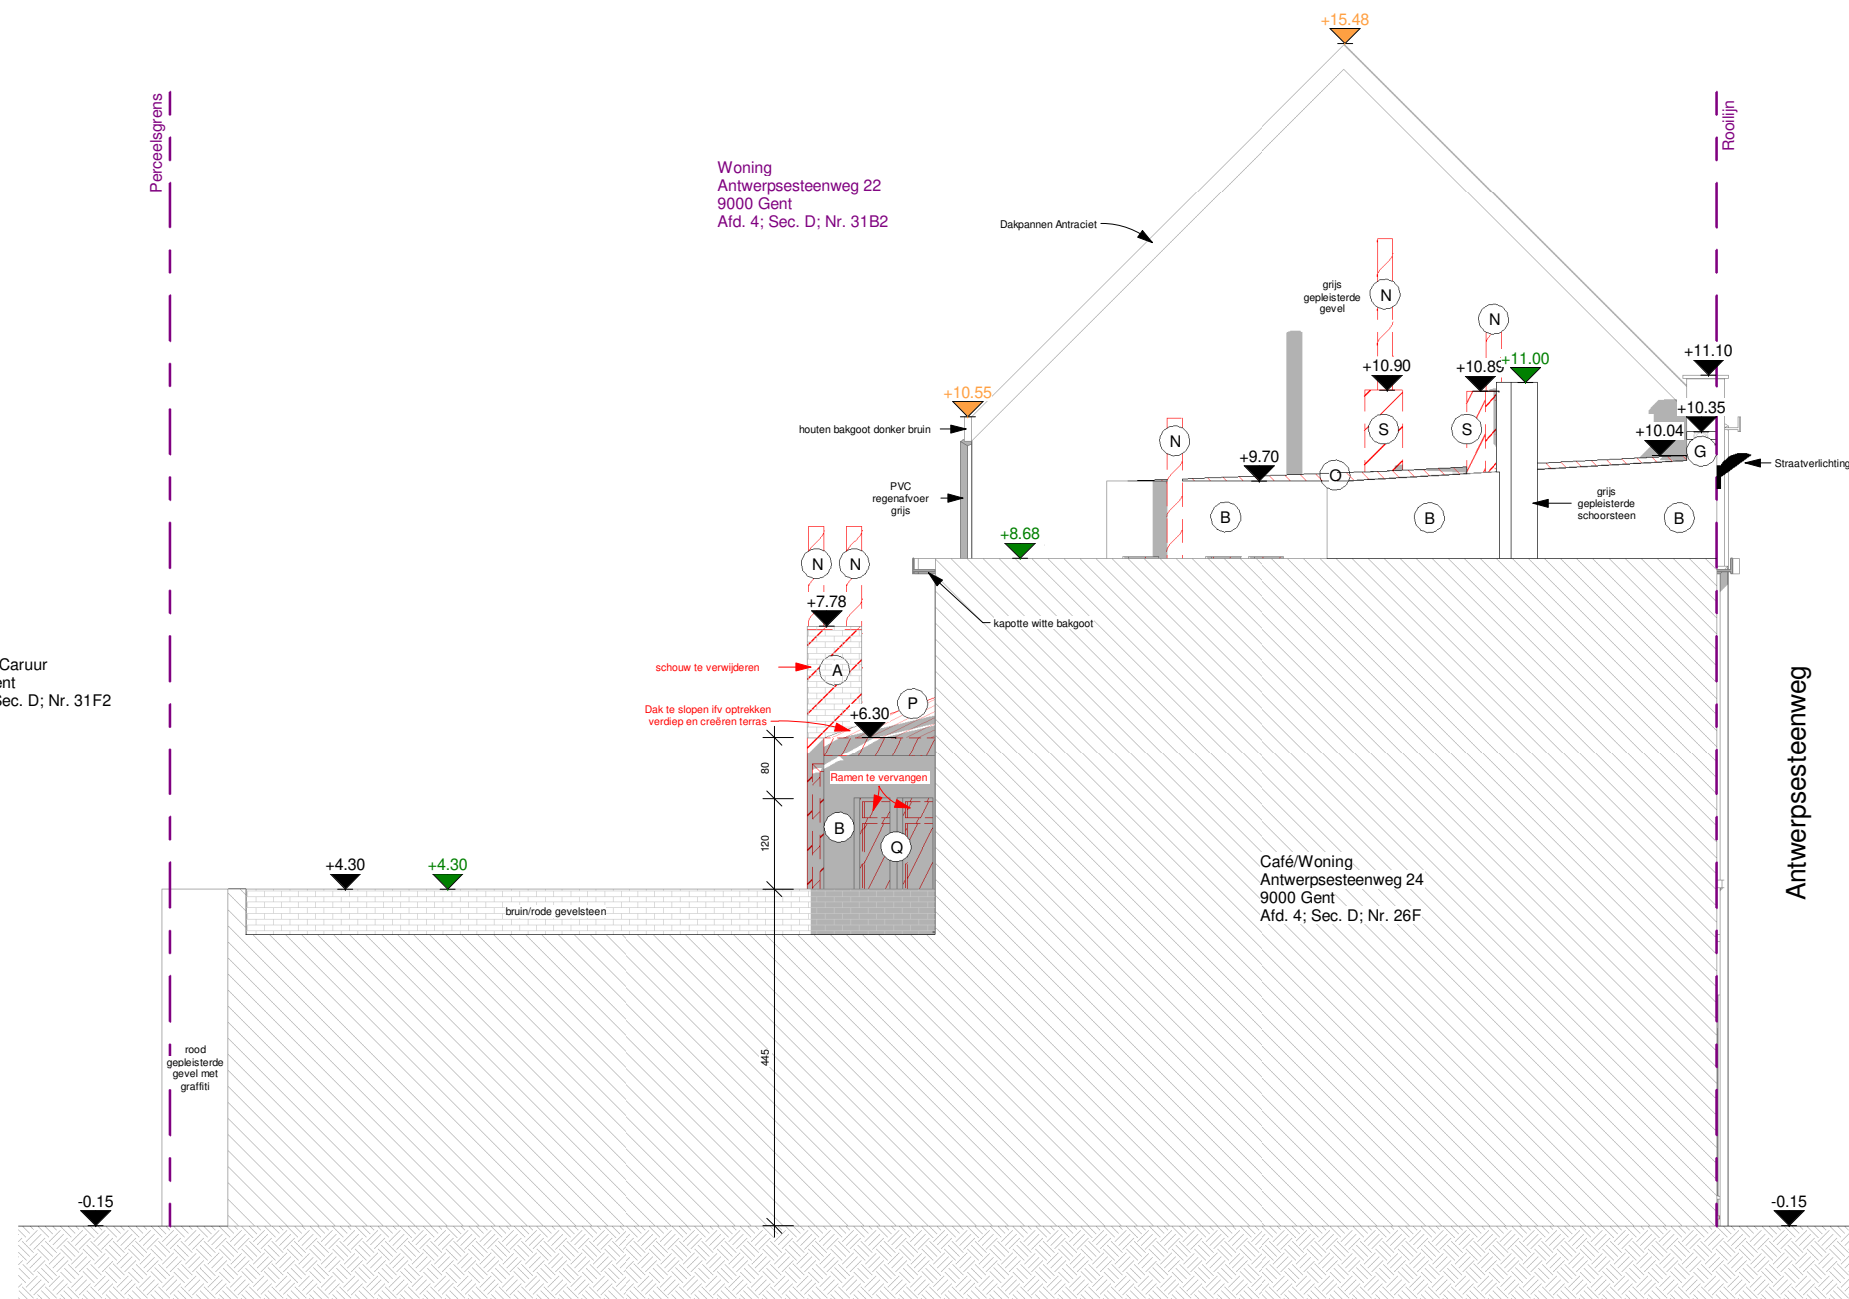 +15.48
Perceelsgrens
Rooilijn
Woning
Antwerpsesteenweg 22
9000 Gent
Afd. 4; Sec. D; Nr. 31B2
Dakpannen Antraciet
grijs
gepleisterde
gevel
N
N
+11.10
+11.00
+10.90
+10.89
+10.55
+10.35
houten bakgoot donker bruin
N
S
S
+10.04
G
+9.70
O
Straatverlichting
PVC
regenafvoer
grijs
grijs
gepleisterde
schoorsteen
B
B
B
+8.68
N
N
+7.78
kapotte witte bakgoot
Caruur
ent
Sec. D; Nr. 31F2
schouw te verwijderen
A
Dak te slopen ifv optrekken
verdiep en creëren terras
P
+6.30
80
Ramen te vervangen
B
Q
120
Antwerpsesteenweg
Café/Woning
Antwerpsesteenweg 24
9000 Gent
Afd. 4; Sec. D; Nr. 26F
+4.30
+4.30
bruin/rode gevelsteen
445
rood
gepleisterde
gevel met
graffiti
-0.15
-0.15